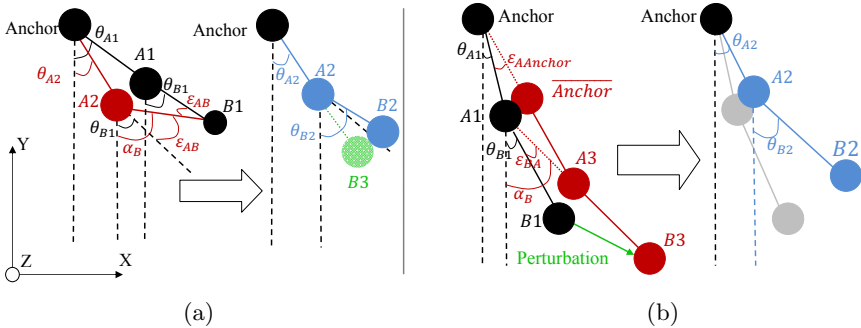 Anchor
θ_{A1}
A1
θ_{A2}
A2
θ_{B1}
ε_{AB}
B1
θ_{B1}
α_B
ε_{AB}
Y
Z
X
Anchor
θ_{A2}
A2
θ_{B2}
B2
B3
(a)
Anchor
θ_{A1}
ε_{AAnchor}
\overline{Anchor}
A1
θ_{B1}
ε_{BA}
A3
α_B
B1
B3
Perturbation
Anchor
θ_{A2}
A2
θ_{B2}
B2
(b)